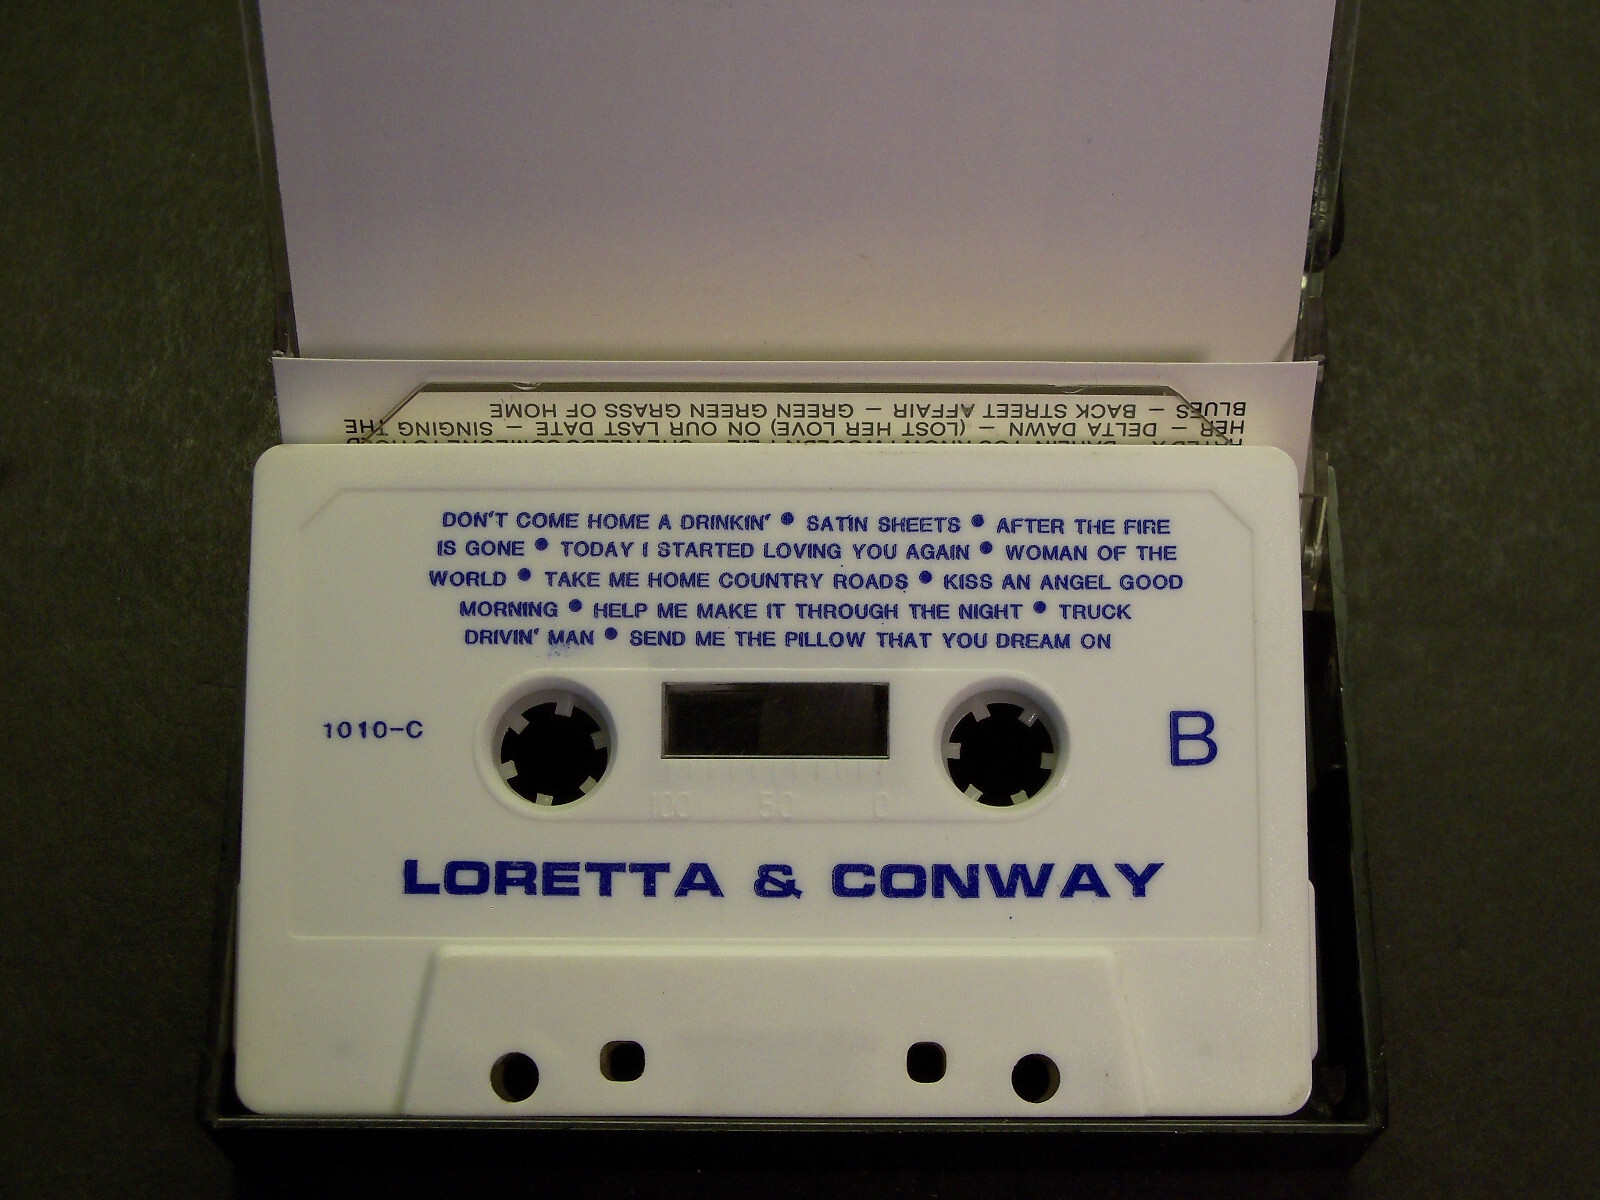 BLUES – BACK STREET AFFAIR – GREEN GREEN GRASS OF HOME
HER – DELTA DAWN – (LOST HER LOVE) ON OUR LAST DATE – SINGING THE
DON'T COME HOME A DRINKIN' • SATIN SHEETS • AFTER THE FIRE
IS GONE • TODAY I STARTED LOVING YOU AGAIN • WOMAN OF THE
WORLD • TAKE ME HOME COUNTRY ROADS • KISS AN ANGEL GOOD
MORNING • HELP ME MAKE IT THROUGH THE NIGHT • TRUCK
DRIVIN' MAN • SEND ME THE PILLOW THAT YOU DREAM ON
1010-C
B
100 50 0
LORETTA & CONWAY